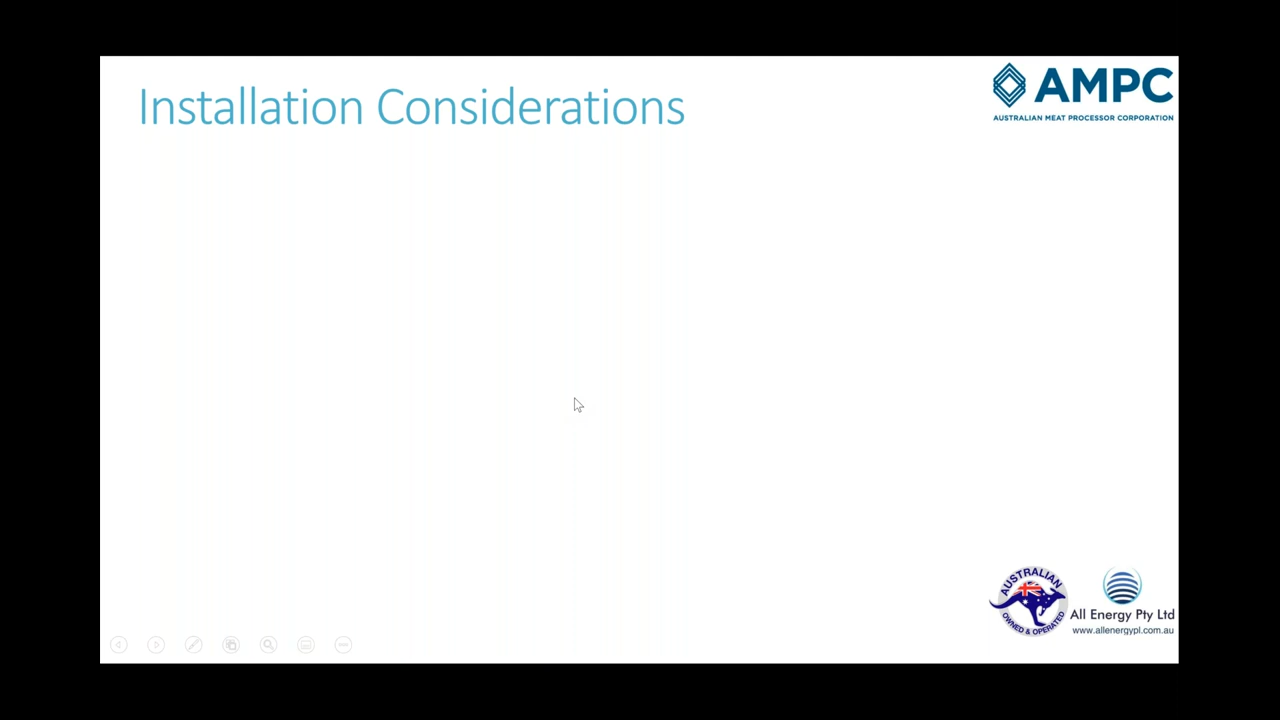 Installation Considerations
AMPC
AUSTRALIAN MEAT PROCESSOR CORPORATION
AUSTRALIAN
OWNED & OPERATED
All Energy Pty Ltd
www.allenergypl.com.au